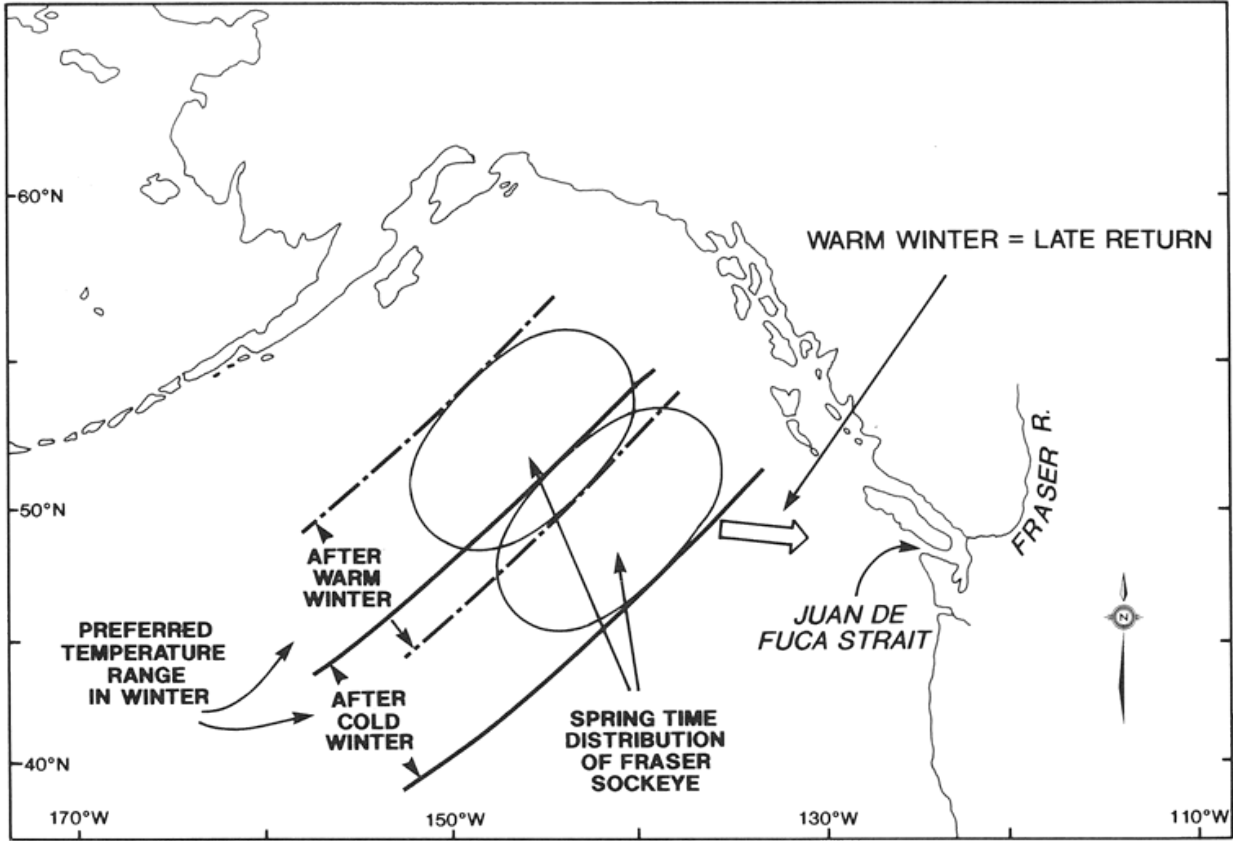 60°N
WARM WINTER = LATE RETURN
50°N
FRASER R.
AFTER
WARM
WINTER
JUAN DE
FUCA STRAIT
N
PREFERRED
TEMPERATURE
RANGE
IN WINTER
AFTER
COLD
WINTER
SPRING TIME
DISTRIBUTION
OF FRASER
SOCKEYE
40°N
170°W
150°W
130°W
110°W